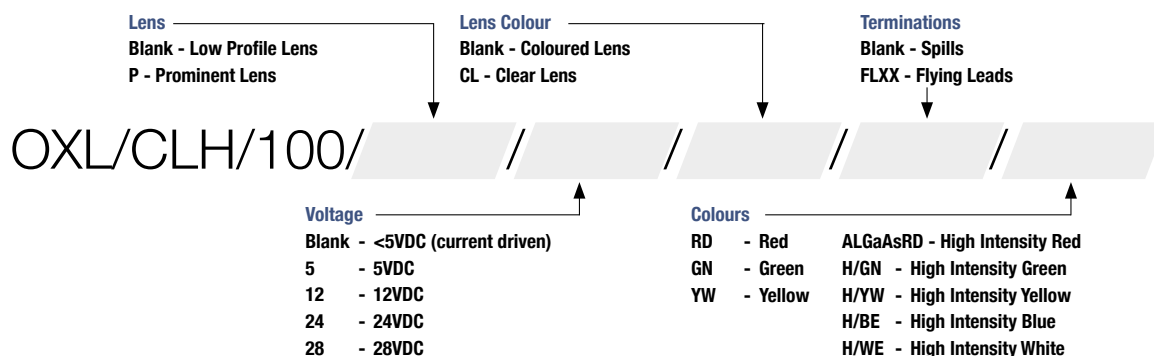 Lens
Blank - Low Profile Lens
P - Prominent Lens
Lens Colour
Blank - Coloured Lens
CL - Clear Lens
Terminations
Blank - Spills
FLXX - Flying Leads
OXL/CLH/100/ / / / /
Voltage
Blank - <5VDC (current driven)
5 - 5VDC
12 - 12VDC
24 - 24VDC
28 - 28VDC
Colours
RD - Red
GN - Green
YW - Yellow
ALGaAsRD - High Intensity Red
H/GN - High Intensity Green
H/YW - High Intensity Yellow
H/BE - High Intensity Blue
H/WE - High Intensity White